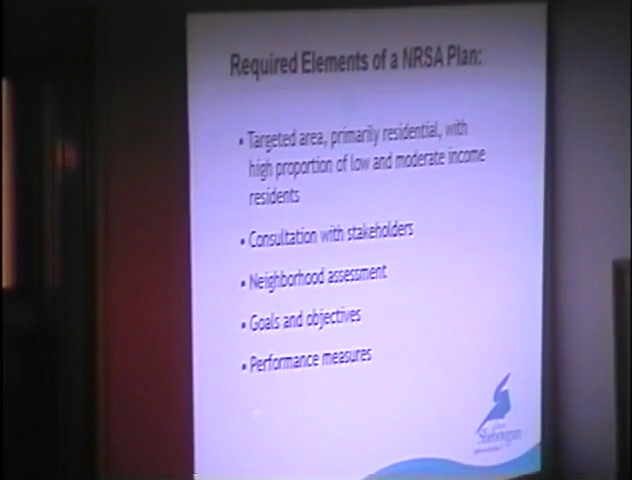 Required Elements of a NRSA Plan:
• Targeted area, primarily residential, with
high proportion of low and moderate income
residents
• Consultation with stakeholders
• Neighborhood assessment
• Goals and objectives
• Performance measures
Sheboygan